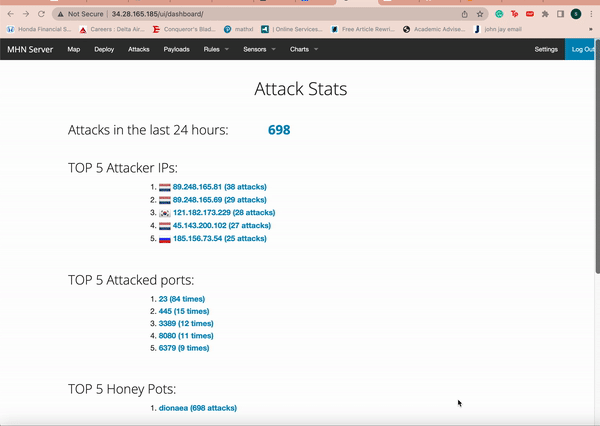 Not Secure | 34.28.165.185/ui/dashboard/
Honda Financial S... Careers : Delta Air... Conqueror's Blad... mathxl | Online Services... Free Article Rewri... Academic Advise... john jay email
MHN Server Map Deploy Attacks Payloads Rules Sensors Charts Settings Log Out
Attack Stats
Attacks in the last 24 hours: 698
TOP 5 Attacker IPs:
1. 89.248.165.81 (38 attacks)
2. 89.248.165.69 (29 attacks)
3. 121.182.173.229 (28 attacks)
4. 45.143.200.102 (27 attacks)
5. 185.156.73.54 (25 attacks)
TOP 5 Attacked ports:
1. 23 (84 times)
2. 445 (15 times)
3. 3389 (12 times)
4. 8080 (11 times)
5. 6379 (9 times)
TOP 5 Honey Pots:
1. dionaea (698 attacks)